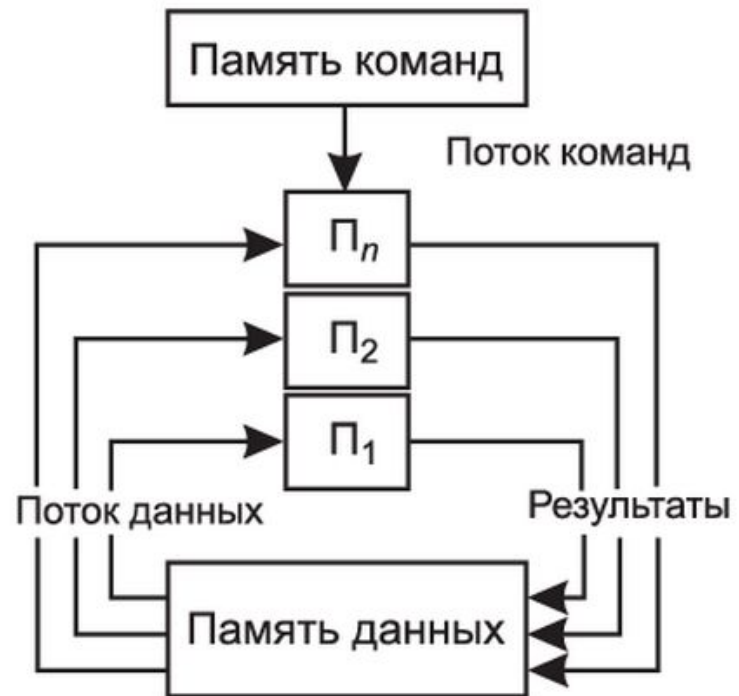 Память команд
Поток команд
Пn
П2
П1
Поток данных
Результаты
Память данных